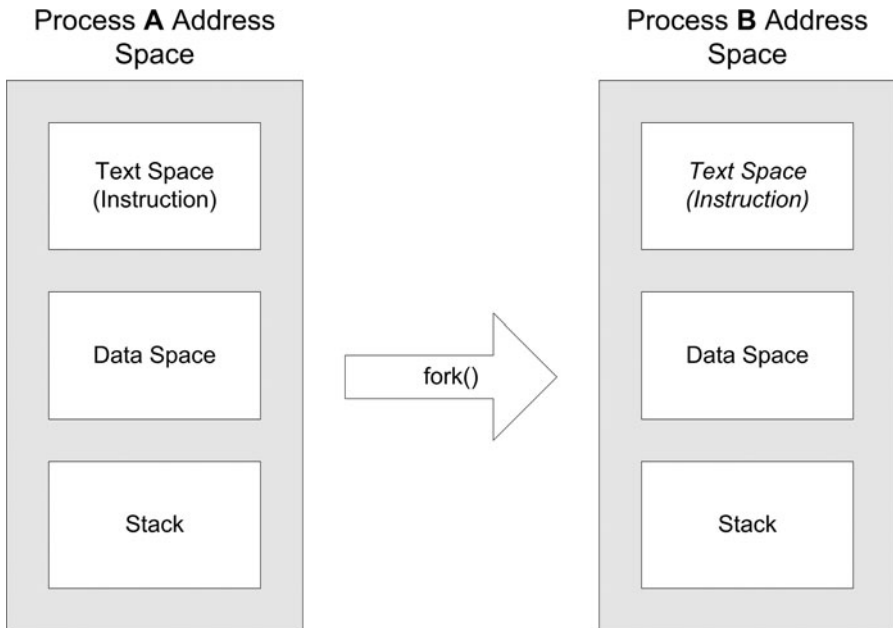 Process A Address
Space
Text Space
(Instruction)
Data Space
Stack
fork()
Process B Address
Space
Text Space
(Instruction)
Data Space
Stack